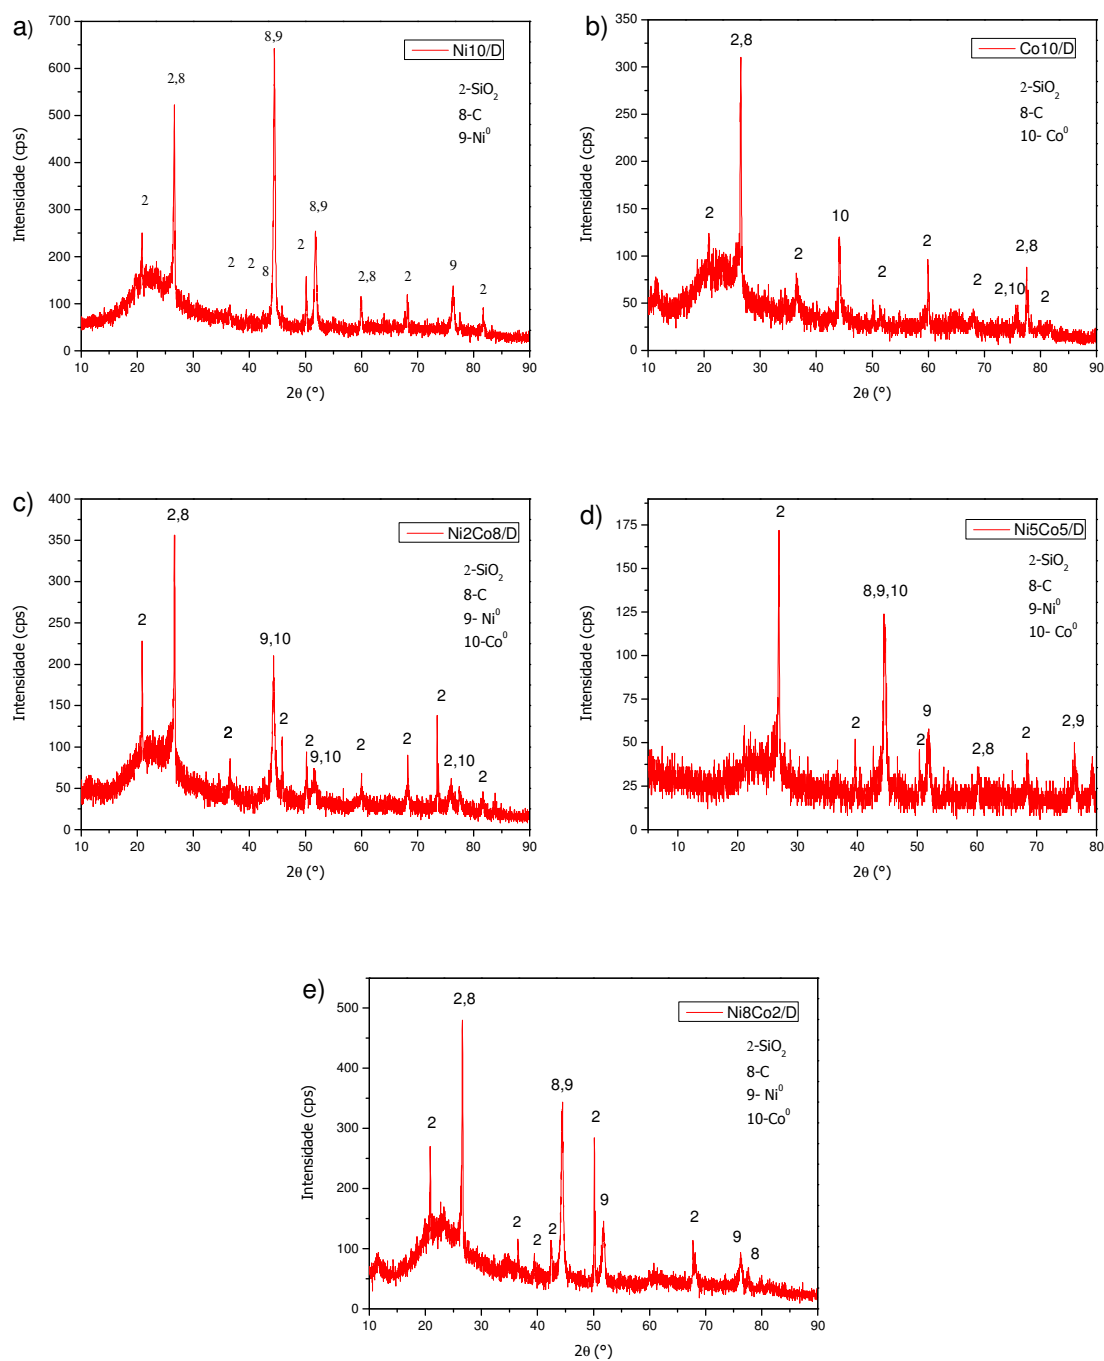 a)
Ni10/D
2-SiO2
8-C
9-Ni0
2
2,8
2
2
8
8,9
2
8,9
2,8
2
9
2
700
600
500
400
300
200
100
0
10 20 30 40 50 60 70 80 90
Intensidade (cps)
2θ (°)
b)
Co10/D
2-SiO2
8-C
10- Co0
2
2,8
2
10
2
2
2
2,10
2,8
2
350
300
250
200
150
100
50
0
10 20 30 40 50 60 70 80 90
Intensidade (cps)
2θ (°)
c)
Ni2Co8/D
2-SiO2
8-C
9- Ni0
10-Co0
2
2,8
2
9,10
2
2
9,10
2
2
2
2,10
2
400
350
300
250
200
150
100
50
0
10 20 30 40 50 60 70 80 90
Intensidade (cps)
2θ (°)
d)
Ni5Co5/D
2-SiO2
8-C
9-Ni0
10- Co0
2
2
8,9,10
2
9
2,8
2
2,9
175
150
125
100
75
50
25
0
10 20 30 40 50 60 70 80
Intensidade (cps)
2θ (°)
e)
Ni8Co2/D
2-SiO2
8-C
9- Ni0
10-Co0
2
2,8
2
2
2
8,9
2
9
2
9
8
500
400
300
200
100
0
10 20 30 40 50 60 70 80 90
Intensidade (cps)
2θ (°)